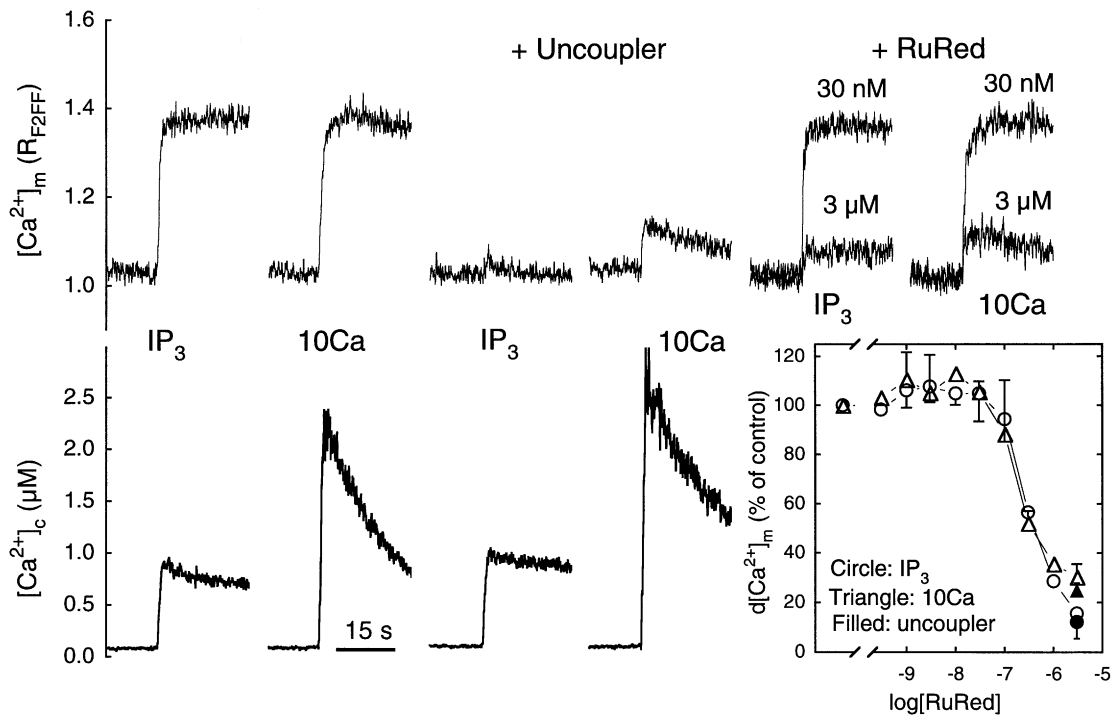 + Uncoupler
+ RuRed
[Ca²⁺]ₘ (R_F2FF)
1.6
1.4
1.2
1.0
30 nM
30 nM
3 µM
3 µM
IP₃
10Ca
IP₃
10Ca
IP₃
10Ca
[Ca²⁺]c (µM)
2.5
2.0
1.5
1.0
0.5
0.0
15 s
d[Ca²⁺]ₘ (% of control)
120
100
80
60
40
20
0
Circle: IP₃
Triangle: 10Ca
Filled: uncoupler
-9
-8
-7
-6
-5
log[RuRed]